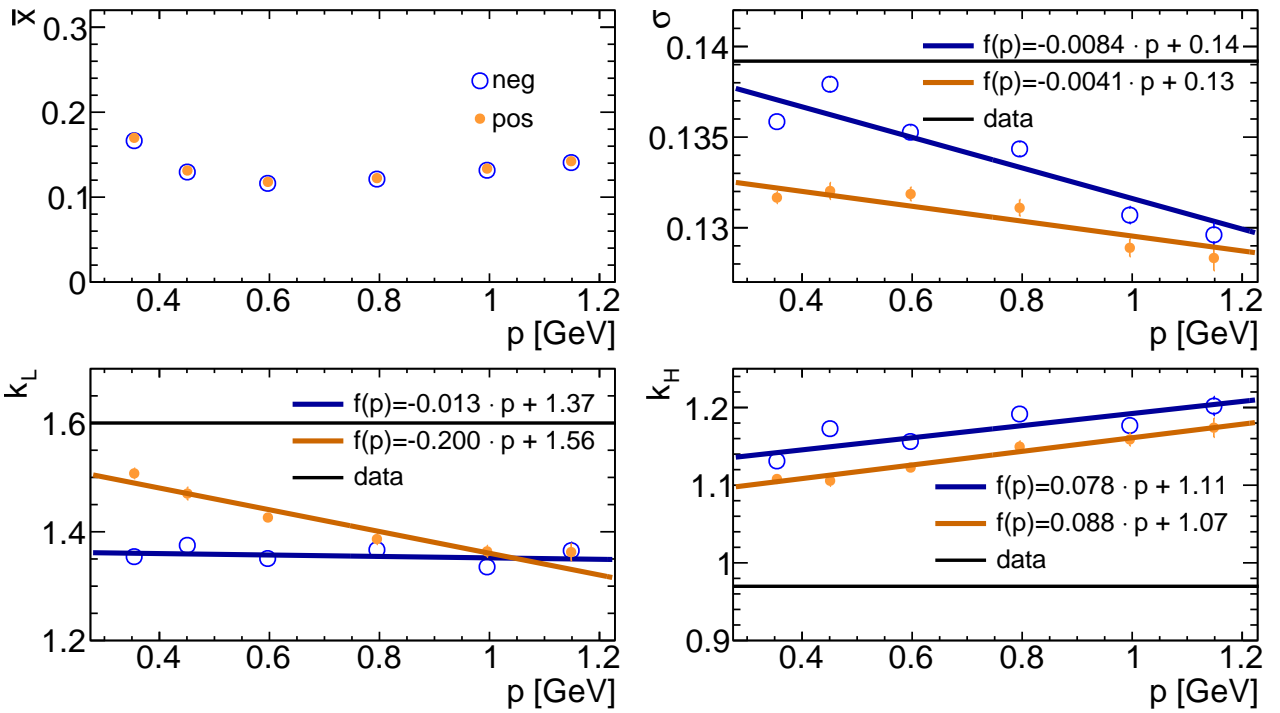 x̄
0.3
0.2
0.1
0
neg
pos
0.4 0.6 0.8 1 1.2
p [GeV]
σ
0.14
0.135
0.13
f(p)=-0.0084 · p + 0.14
f(p)=-0.0041 · p + 0.13
data
0.4 0.6 0.8 1 1.2
p [GeV]
k_L
1.6
1.4
1.2
f(p)=-0.013 · p + 1.37
f(p)=-0.200 · p + 1.56
data
0.4 0.6 0.8 1 1.2
p [GeV]
k_H
1.2
1.1
1
0.9
f(p)=0.078 · p + 1.11
f(p)=0.088 · p + 1.07
data
0.4 0.6 0.8 1 1.2
p [GeV]